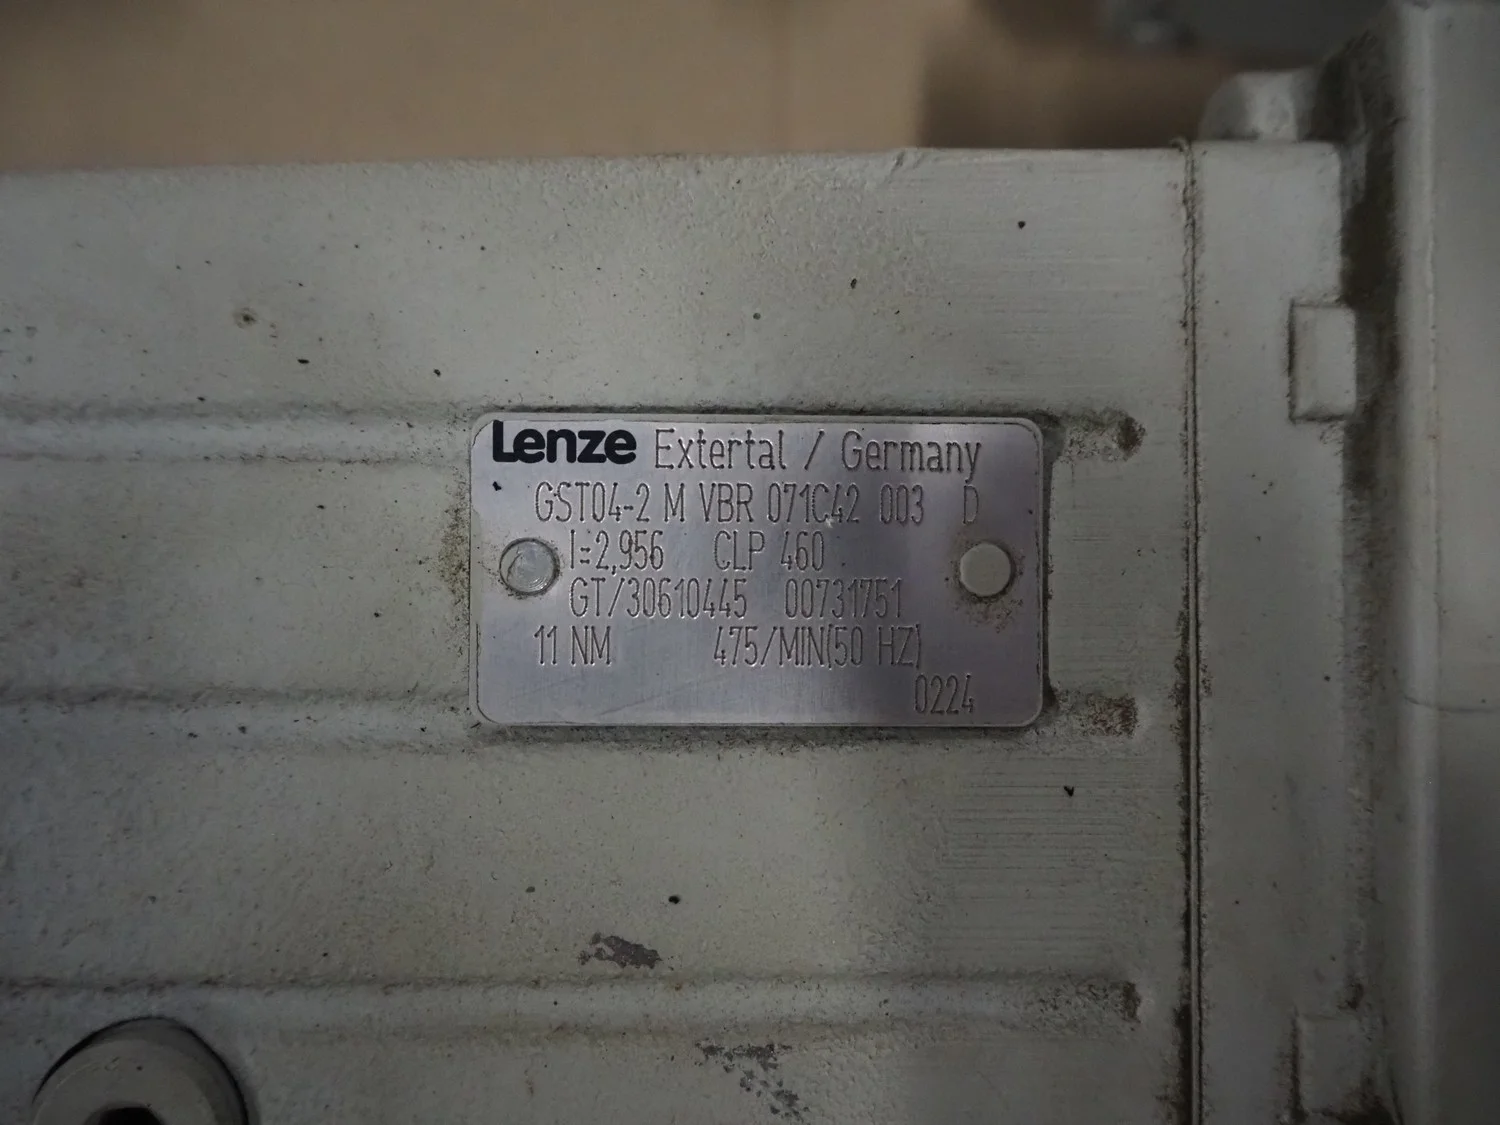 Lenze Extertal / Germany
GST04-2 M VBR 071C42 003 D
I=2,956 CLP 460
GT/30610445 00731751
11 NM 475/MIN(50 HZ)
0224